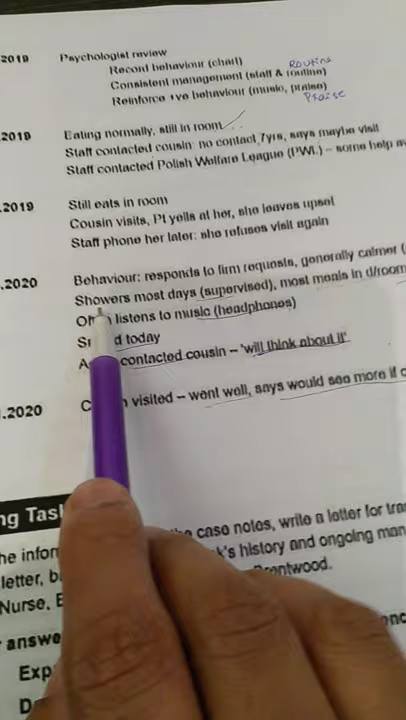 2019 Psychologist review
Record behaviour (chart)
Routine
Consistent management (staff & routine)
Reinforce +ve behaviour (music, praise)
Praise
2019 Eating normally, still in room
Staff contacted cousin: no contact 7yrs, says maybe visit
Staff contacted Polish Welfare League (PWL) – some help
.2019 Still eats in room
Cousin visits, Pt yells at her, she leaves upset
Staff phone her later: she refuses visit again
.2020 Behaviour: responds to firm requests, generally calmer (
Showers most days (supervised), most meals in d/room
listens to music (headphones)
today
contacted cousin – 'will think about it'
.2020 visited – went well, says would see more if
ng Tas
case notes, write a letter for
he infor 's history and ongoing
letter,
Nurse,
answe
Exp